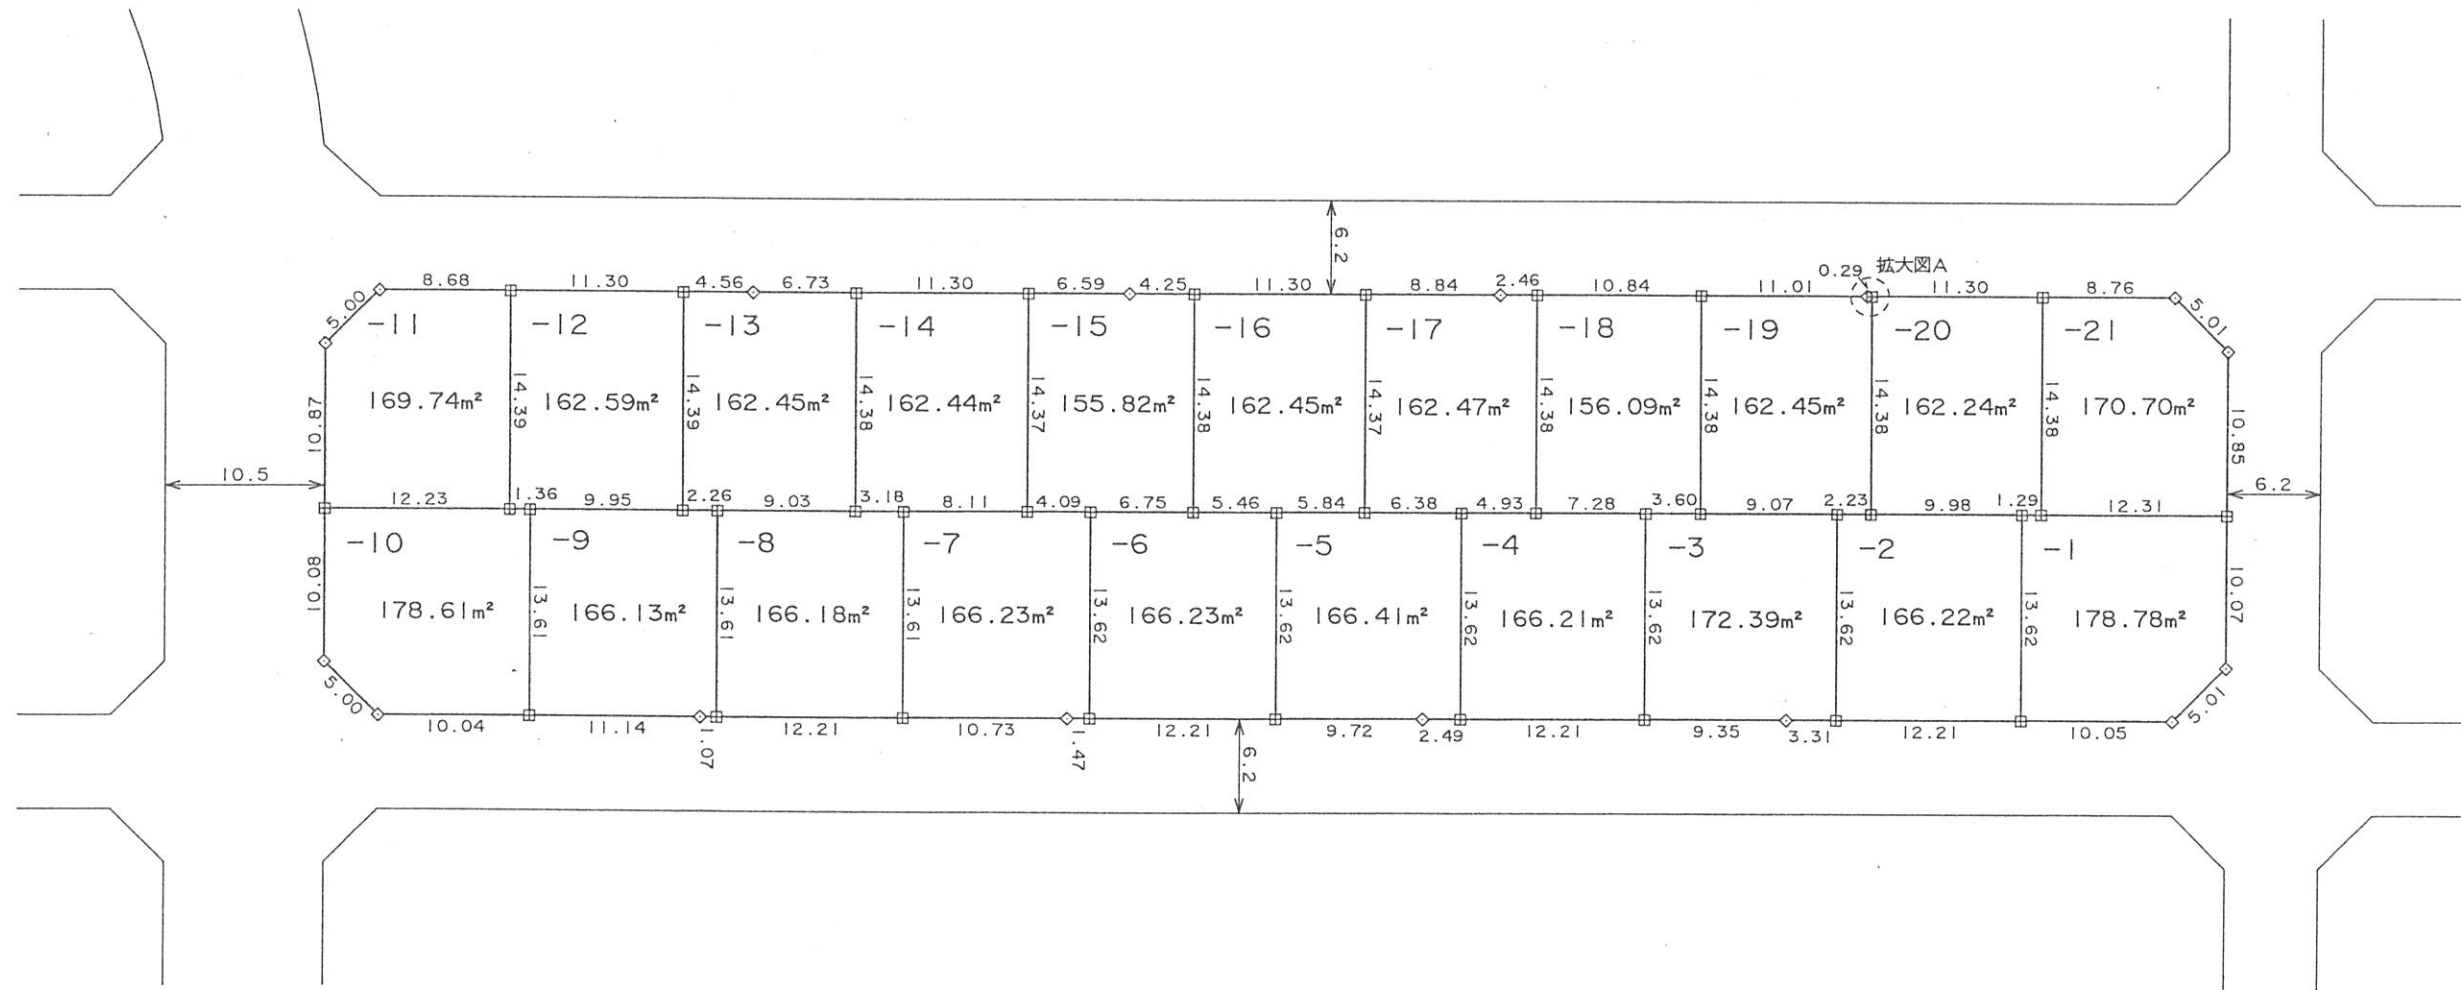 6.2
8.68 11.30 4.56 6.73 11.30 6.59 4.25 11.30 8.84 2.46 10.84 11.01 0.29 拡大図A 11.30 8.76
5.00 5.01
-11 -12 -13 -14 -15 -16 -17 -18 -19 -20 -21
10.87 14.39 14.39 14.38 14.37 14.38 14.37 14.38 14.38 14.38 14.38 10.85
169.74m² 162.59m² 162.45m² 162.44m² 155.82m² 162.45m² 162.47m² 156.09m² 162.45m² 162.24m² 170.70m²
10.5 6.2
12.23 1.36 9.95 2.26 9.03 3.18 8.11 4.09 6.75 5.46 5.84 6.38 4.93 7.28 3.60 9.07 2.23 9.98 1.29 12.31
-10 -9 -8 -7 -6 -5 -4 -3 -2 -1
10.08 13.61 13.61 13.61 13.62 13.62 13.62 13.62 13.62 13.62 10.07
178.61m² 166.13m² 166.18m² 166.23m² 166.23m² 166.41m² 166.21m² 172.39m² 166.22m² 178.78m²
5.00 5.01
10.04 11.14 1.07 12.21 10.73 1.47 12.21 9.72 2.49 12.21 9.35 3.31 12.21 10.05
6.2